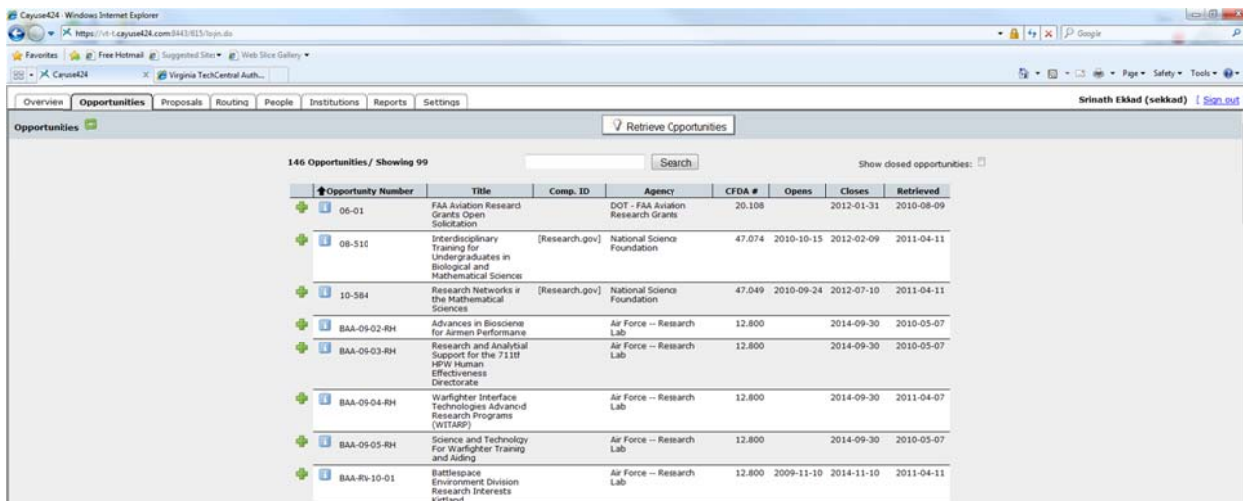 Cayuse424 - Windows Internet Explorer
https://vt-t.cayuse424.com:8443/815/login.do
Google
Favorites Free Hotmail Suggested Sites Web Slice Gallery
Cayuse424 Virginia TechCentral Auth...
Page Safety Tools
Overview Opportunities Proposals Routing People Institutions Reports Settings
Srinath Ekkad (sekkad) [ Sign out
Opportunities
Retrieve Opportunities
146 Opportunities/ Showing 99 Search Show closed opportunities:
Opportunity Number Title Comp. ID Agency CFDA # Opens Closes Retrieved
06-01 FAA Aviation Research DOT - FAA Aviation 20.108 2012-01-31 2010-08-09
Grants Open Research Grants
Solicitation
08-510 Interdisciplinary [Research.gov] National Science 47.074 2010-10-15 2012-02-09 2011-04-11
Training for Foundation
Undergraduates in
Biological and
Mathematical Sciences
10-584 Research Networks in [Research.gov] National Science 47.049 2010-09-24 2012-07-10 2011-04-11
the Mathematical Foundation
Sciences
BAA-09-02-RH Advances in Bioscience Air Force -- Research 12.800 2014-09-30 2010-05-07
for Airmen Performance Lab
BAA-09-03-RH Research and Analytical Air Force -- Research 12.800 2014-09-30 2010-05-07
Support for the 711th Lab
HPW Human
Effectiveness
Directorate
BAA-09-04-RH Warfighter Interface Air Force -- Research 12.800 2014-09-30 2011-04-07
Technologies Advanced Lab
Research Programs
(WITARP)
BAA-09-05-RH Science and Technology Air Force -- Research 12.800 2014-09-30 2010-05-07
For Warfighter Training Lab
and Aiding
BAA-RV-10-01 Battlespace Air Force -- Research 12.800 2009-11-10 2014-11-10 2011-04-11
Environment Division Lab
Research Interests
Kirtland